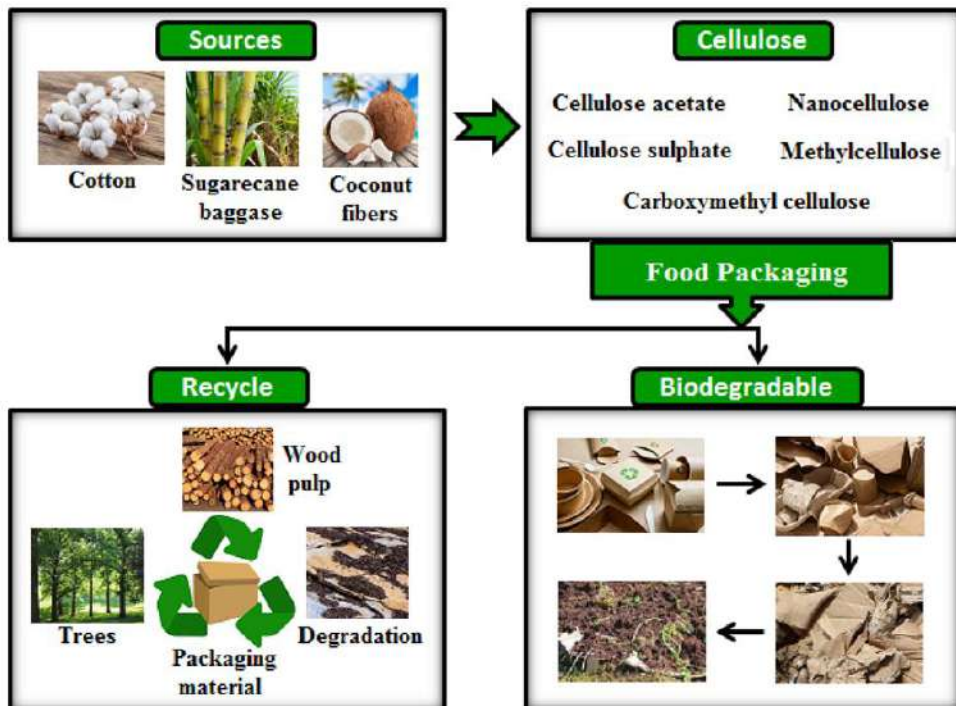 Sources
Cotton
Sugarecane
baggase
Coconut
fibers
Cellulose
Cellulose acetate
Nanocellulose
Cellulose sulphate
Methylcellulose
Carboxymethyl cellulose
Food Packaging
Recycle
Wood
pulp
Trees
Degradation
Packaging
material
Biodegradable